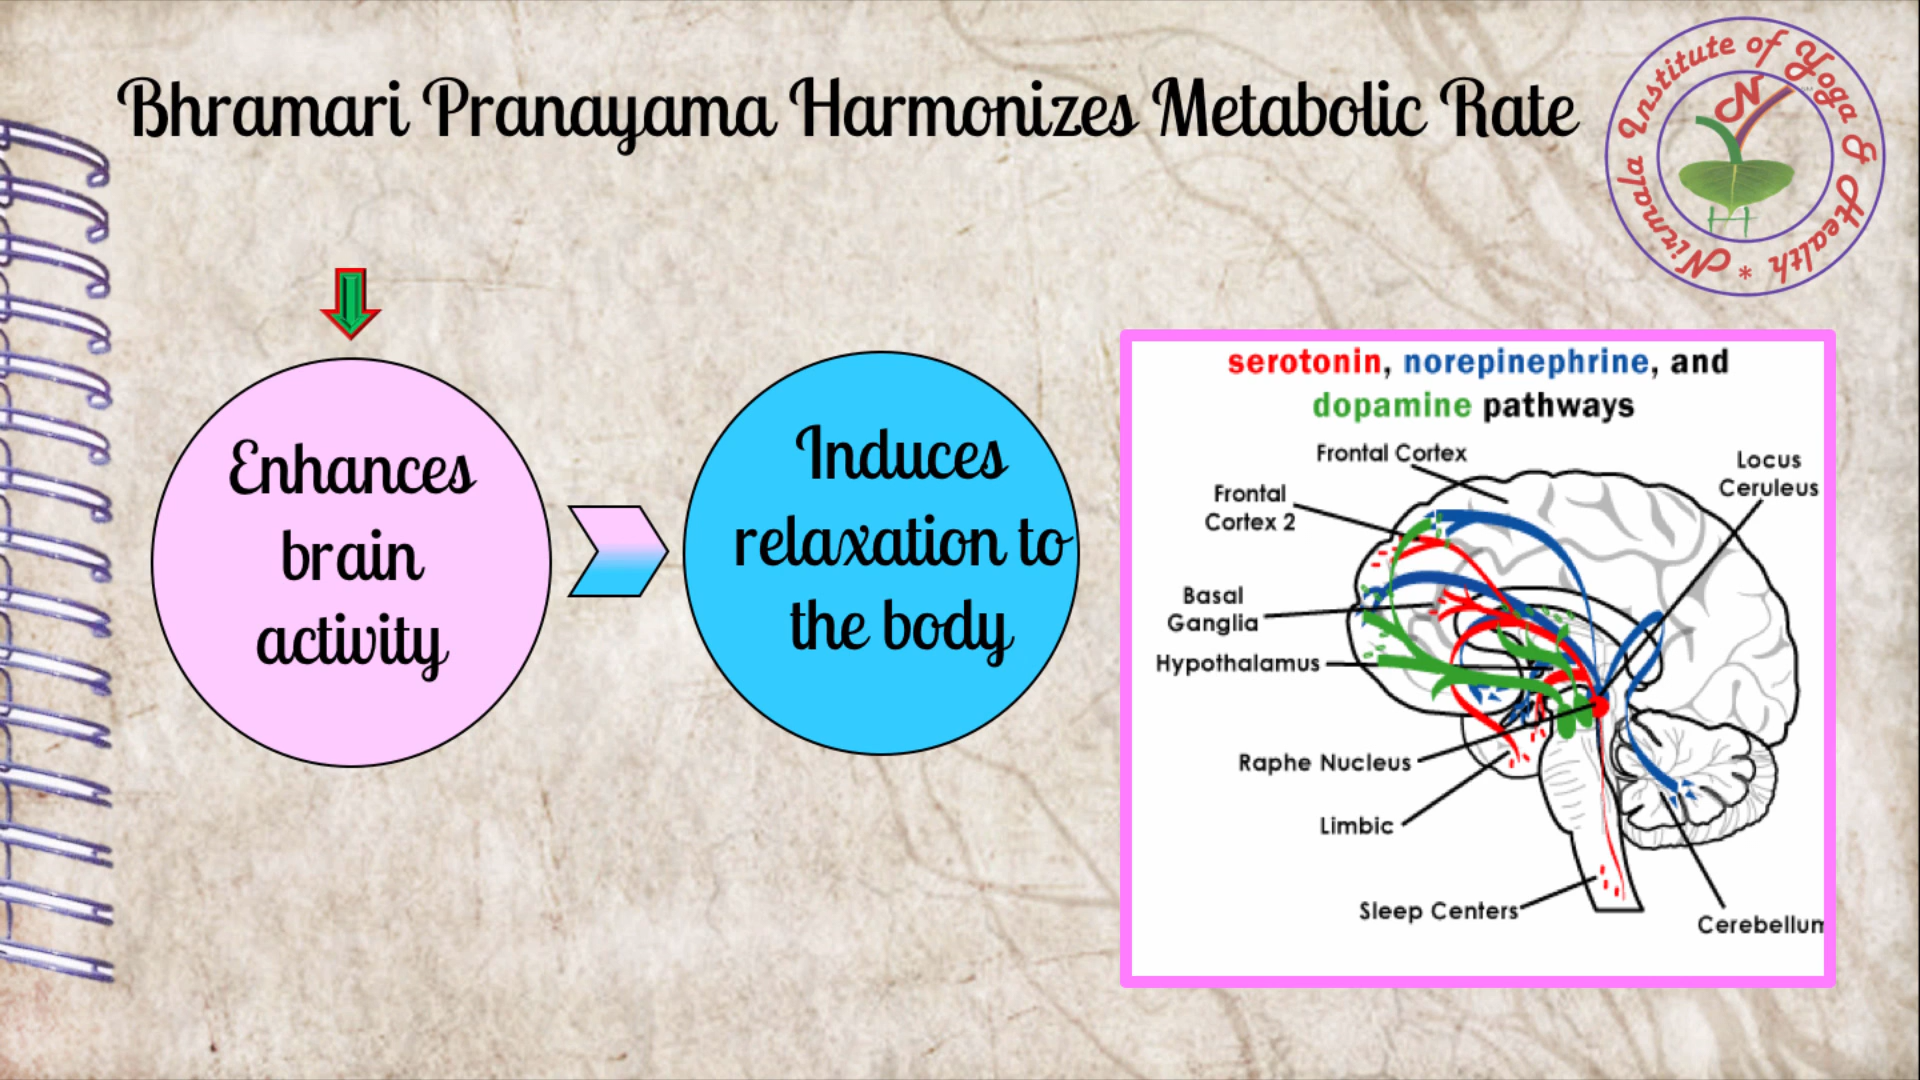 Bhramari Pranayama Harmonizes Metabolic Rate
Nirmala Institute of Yoga & Health *
Enhances
brain
activity
Induces
relaxation to
the body
serotonin, norepinephrine, and
dopamine pathways
Frontal Cortex
Locus
Ceruleus
Frontal
Cortex 2
Basal
Ganglia
Hypothalamus
Raphe Nucleus
Limbic
Sleep Centers
Cerebellum